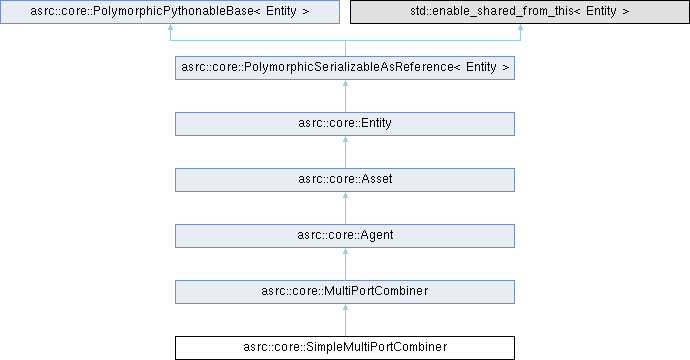 asrc::core::PolymorphicPythonableBase< Entity >
std::enable_shared_from_this< Entity >
asrc::core::PolymorphicSerializableAsReference< Entity >
asrc::core::Entity
asrc::core::Asset
asrc::core::Agent
asrc::core::MultiPortCombiner
asrc::core::SimpleMultiPortCombiner